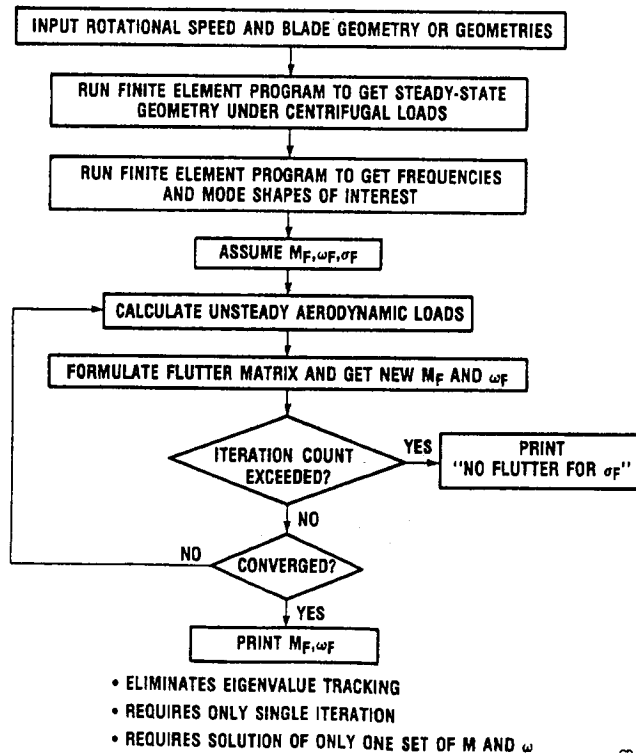 INPUT ROTATIONAL SPEED AND BLADE GEOMETRY OR GEOMETRIES
RUN FINITE ELEMENT PROGRAM TO GET STEADY-STATE
GEOMETRY UNDER CENTRIFUGAL LOADS
RUN FINITE ELEMENT PROGRAM TO GET FREQUENCIES
AND MODE SHAPES OF INTEREST
ASSUME MF,ωF,σF
CALCULATE UNSTEADY AERODYNAMIC LOADS
FORMULATE FLUTTER MATRIX AND GET NEW MF AND ωF
ITERATION COUNT
EXCEEDED?
YES
PRINT
"NO FLUTTER FOR σF"
NO
NO
CONVERGED?
YES
PRINT MF,ωF
• ELIMINATES EIGENVALUE TRACKING
• REQUIRES ONLY SINGLE ITERATION
• REQUIRES SOLUTION OF ONLY ONE SET OF M AND ω